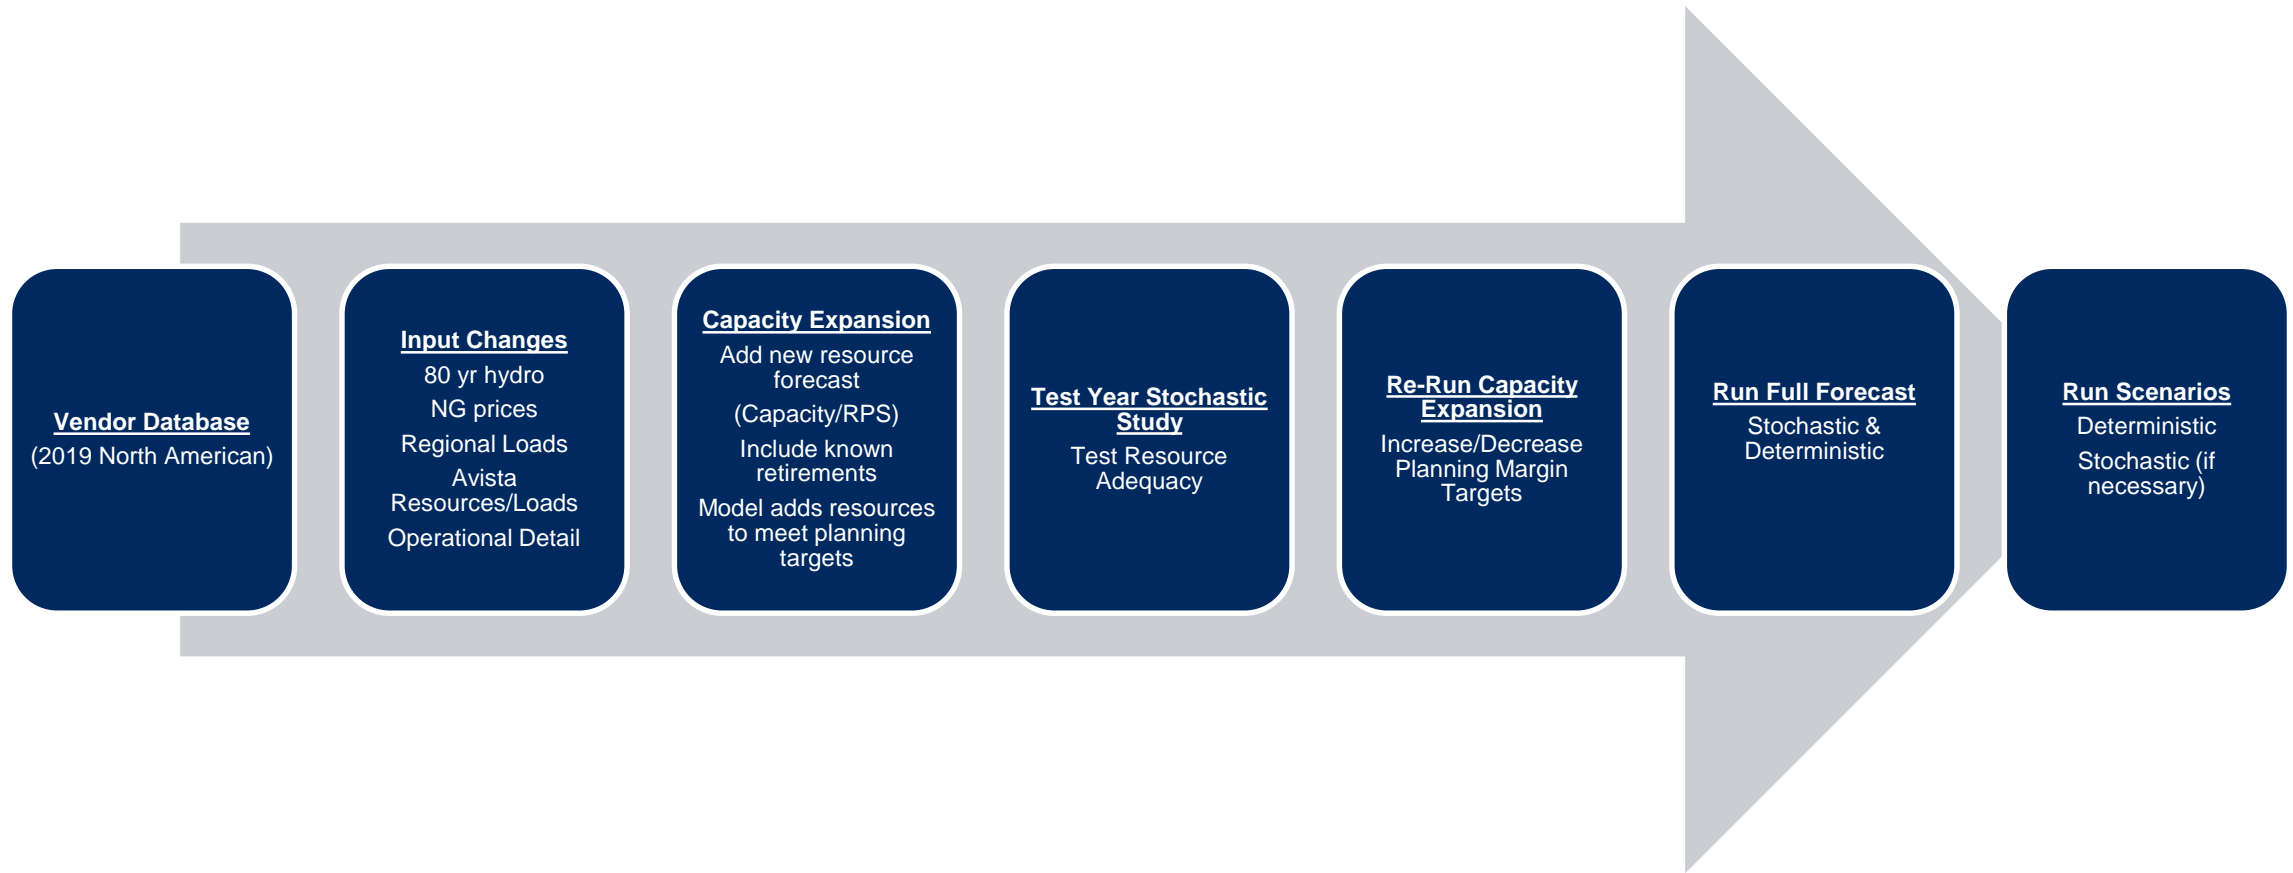 Vendor Database
(2019 North American)
Input Changes
80 yr hydro
NG prices
Regional Loads
Avista
Resources/Loads
Operational Detail
Capacity Expansion
Add new resource
forecast
(Capacity/RPS)
Include known
retirements
Model adds resources
to meet planning
targets
Test Year Stochastic
Study
Test Resource
Adequacy
Re-Run Capacity
Expansion
Increase/Decrease
Planning Margin
Targets
Run Full Forecast
Stochastic &
Deterministic
Run Scenarios
Deterministic
Stochastic (if
necessary)